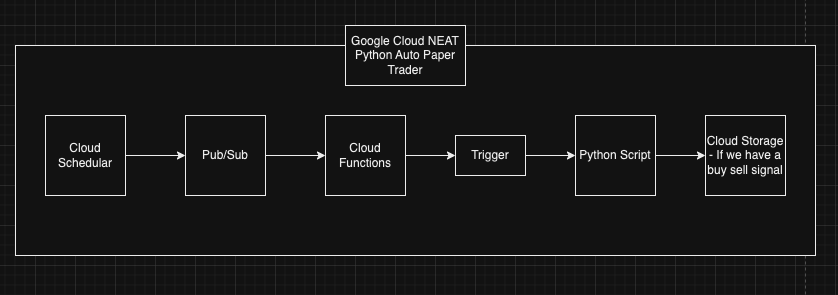 Google Cloud NEAT
Python Auto Paper
Trader
Cloud
Schedular
Pub/Sub
Cloud
Functions
Trigger
Python Script
Cloud Storage
- If we have a
buy sell signal